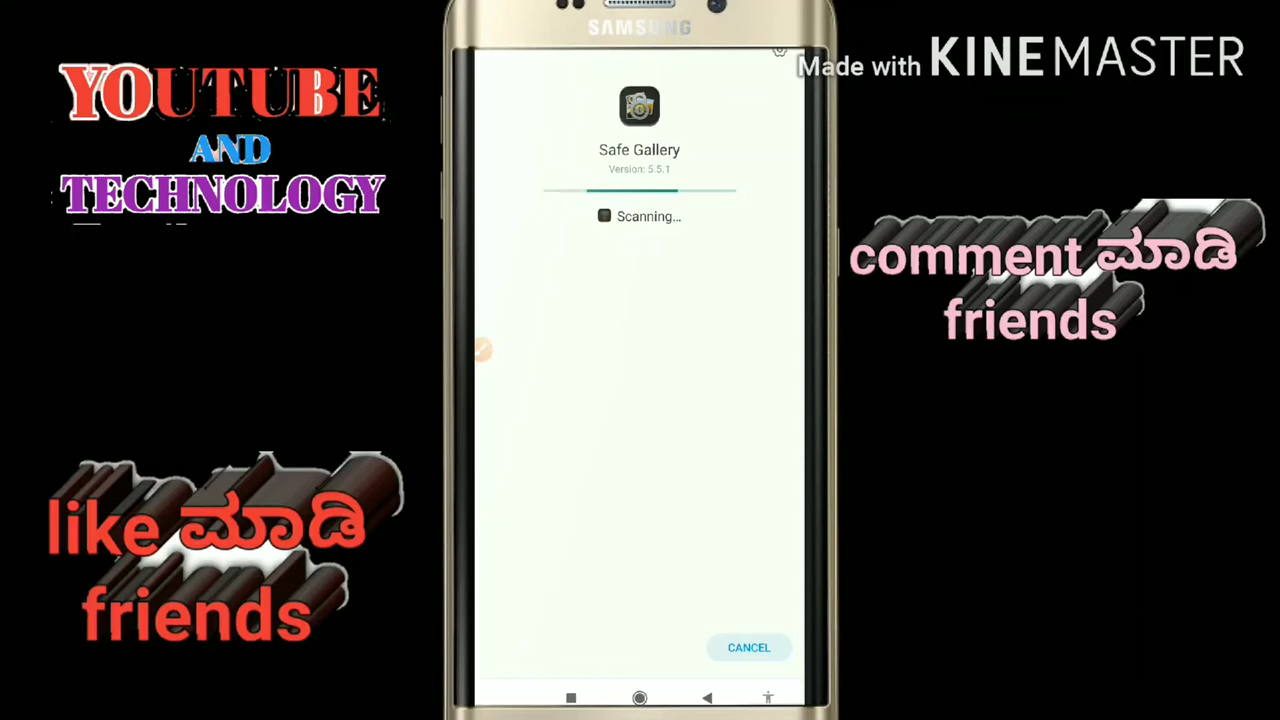 YOUTUBE
AND
TECHNOLOGY
SAMSUNG
Made with KINEMASTER
Safe Gallery
Version: 5.5.1
Scanning...
comment ಮಾಡಿ
friends
like ಮಾಡಿ
friends
CANCEL